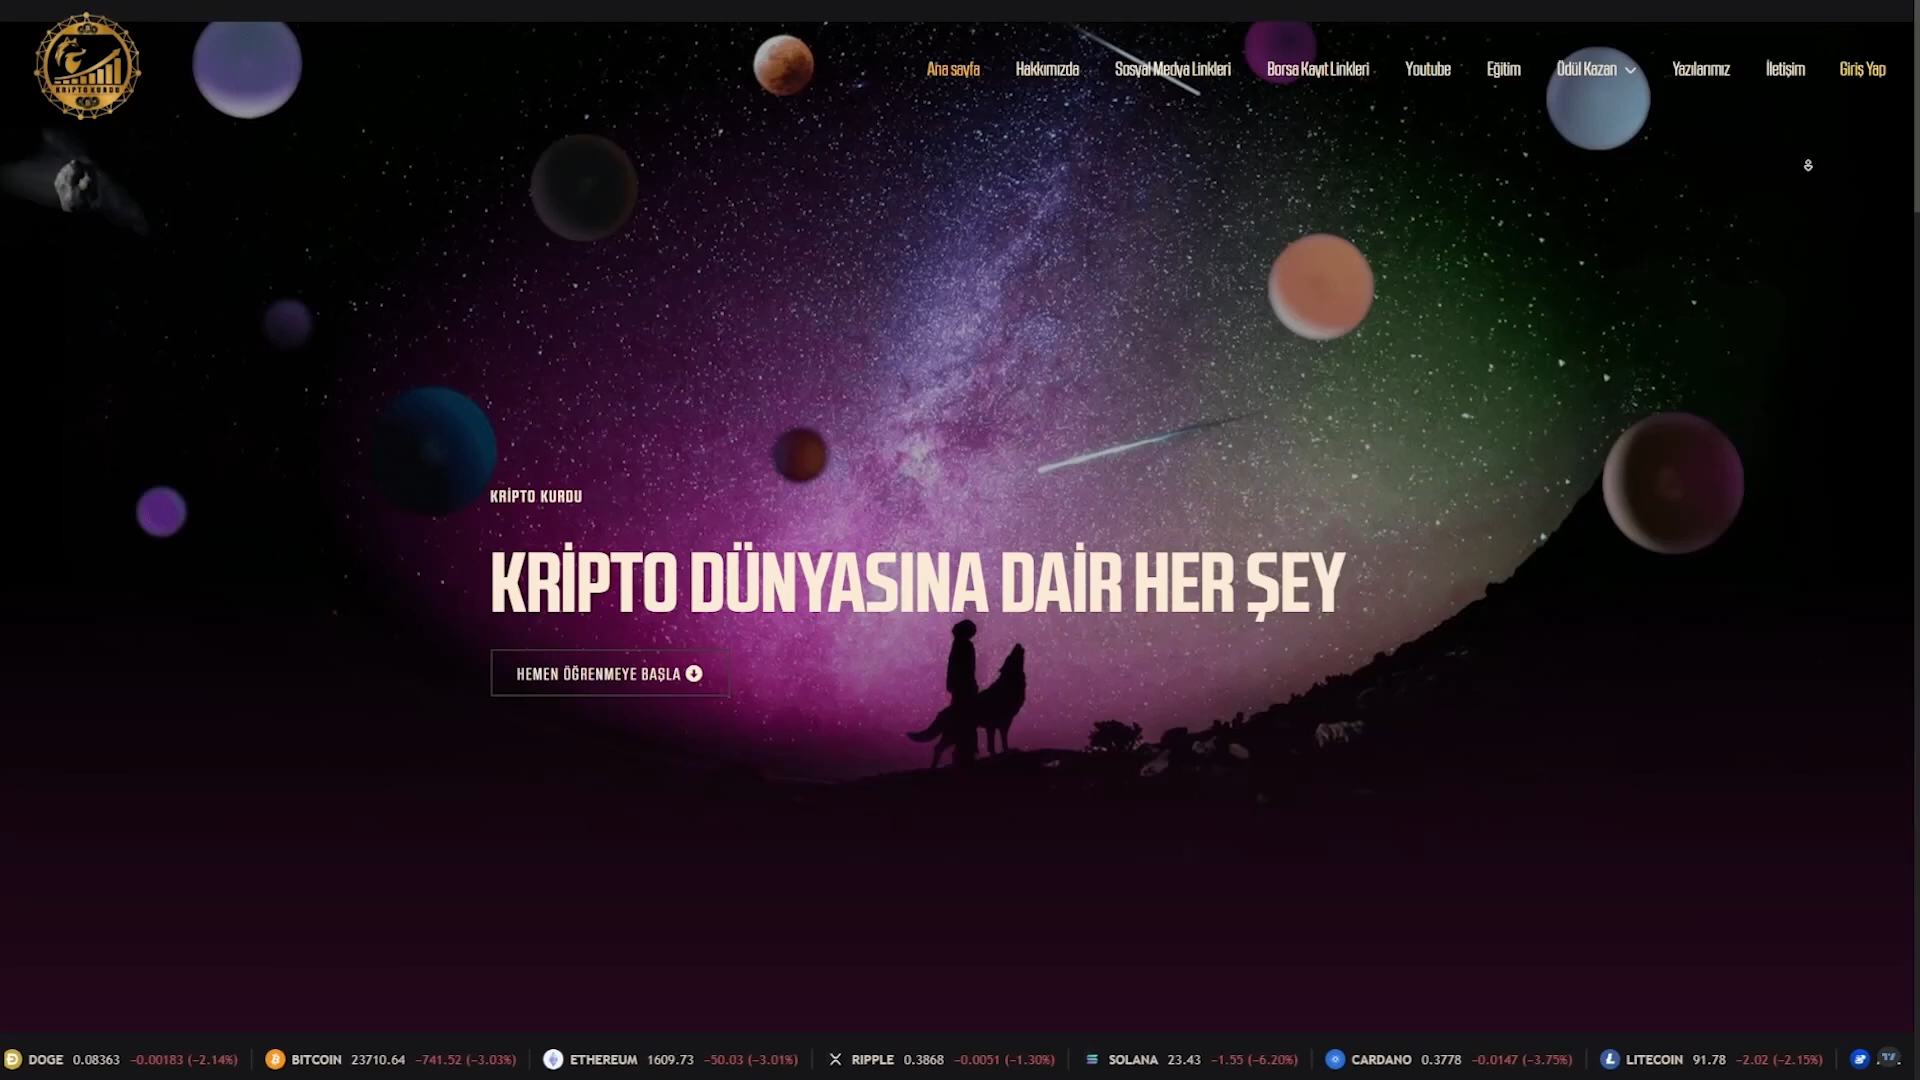 KRIPTO KURDU
Ana sayfa Hakkımızda Sosyal Medya Linkleri Borsa Kayıt Linkleri Youtube Eğitim Ödül Kazan Yazılarımız İletişim Giriş Yap
KRİPTO KURDU
KRİPTO DÜNYASINA DAİR HER ŞEY
HEMEN ÖĞRENMEYE BAŞLA
DOGE 0.08363 −0.00183 (−2.14%) BITCOIN 23710.64 −741.52 (−3.03%) ETHEREUM 1609.73 −50.03 (−3.01%) RIPPLE 0.3868 −0.0051 (−1.30%) SOLANA 23.43 −1.55 (−6.20%) CARDANO 0.3778 −0.0147 (−3.75%) LITECOIN 91.78 −2.02 (−2.15%)